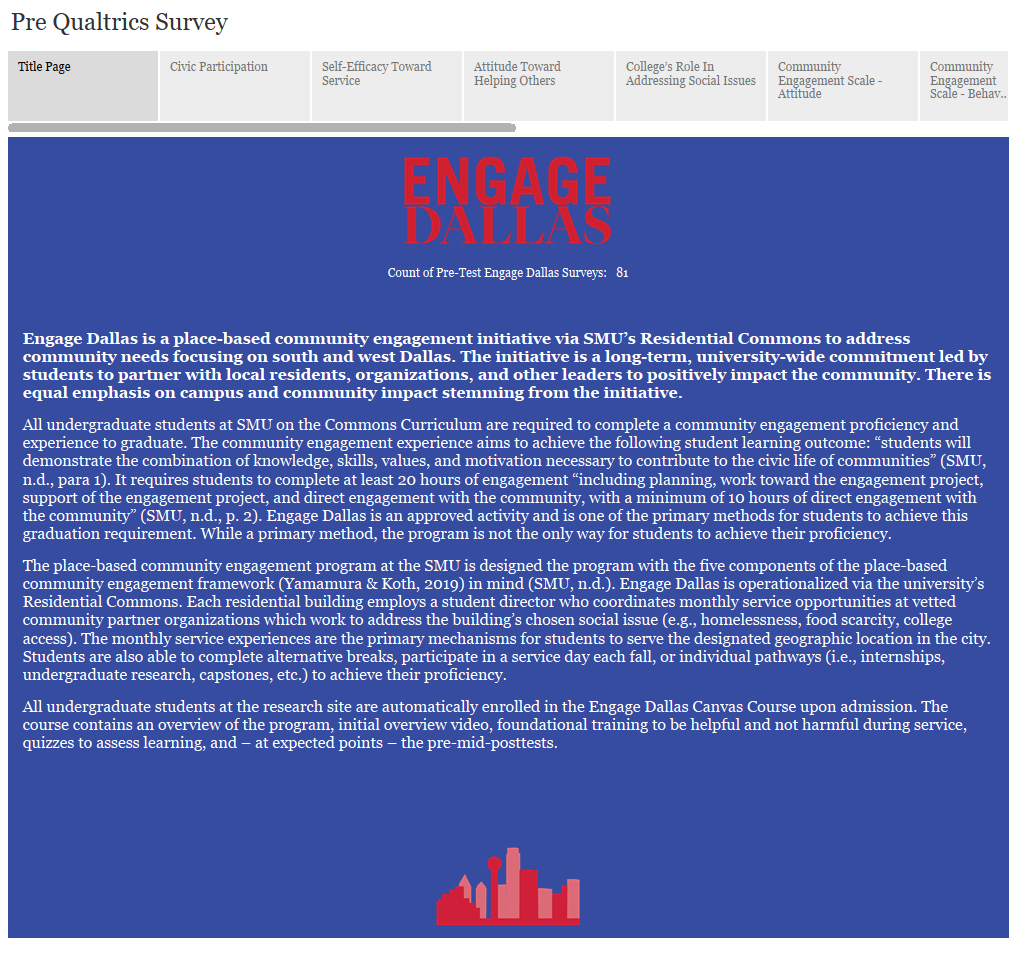 Pre Qualtrics Survey
Title Page
Civic Participation
Self-Efficacy Toward
Service
Attitude Toward
Helping Others
College's Role In
Addressing Social Issues
Community
Engagement Scale -
Attitude
Community
Engagement
Scale - Behav..
ENGAGE
DALLAS
Count of Pre-Test Engage Dallas Surveys: 81
Engage Dallas is a place-based community engagement initiative via SMU’s Residential Commons to address
community needs focusing on south and west Dallas. The initiative is a long-term, university-wide commitment led by
students to partner with local residents, organizations, and other leaders to positively impact the community. There is
equal emphasis on campus and community impact stemming from the initiative.
All undergraduate students at SMU on the Commons Curriculum are required to complete a community engagement proficiency and
experience to graduate. The community engagement experience aims to achieve the following student learning outcome: “students will
demonstrate the combination of knowledge, skills, values, and motivation necessary to contribute to the civic life of communities” (SMU,
n.d., para 1). It requires students to complete at least 20 hours of engagement “including planning, work toward the engagement project,
support of the engagement project, and direct engagement with the community, with a minimum of 10 hours of direct engagement with
the community” (SMU, n.d., p. 2). Engage Dallas is an approved activity and is one of the primary methods for students to achieve this
graduation requirement. While a primary method, the program is not the only way for students to achieve their proficiency.
The place-based community engagement program at the SMU is designed the program with the five components of the place-based
community engagement framework (Yamamura & Koth, 2019) in mind (SMU, n.d.). Engage Dallas is operationalized via the university’s
Residential Commons. Each residential building employs a student director who coordinates monthly service opportunities at vetted
community partner organizations which work to address the building’s chosen social issue (e.g., homelessness, food scarcity, college
access). The monthly service experiences are the primary mechanisms for students to serve the designated geographic location in the city.
Students are also able to complete alternative breaks, participate in a service day each fall, or individual pathways (i.e., internships,
undergraduate research, capstones, etc.) to achieve their proficiency.
All undergraduate students at the research site are automatically enrolled in the Engage Dallas Canvas Course upon admission. The
course contains an overview of the program, initial overview video, foundational training to be helpful and not harmful during service,
quizzes to assess learning, and – at expected points – the pre-mid-posttests.